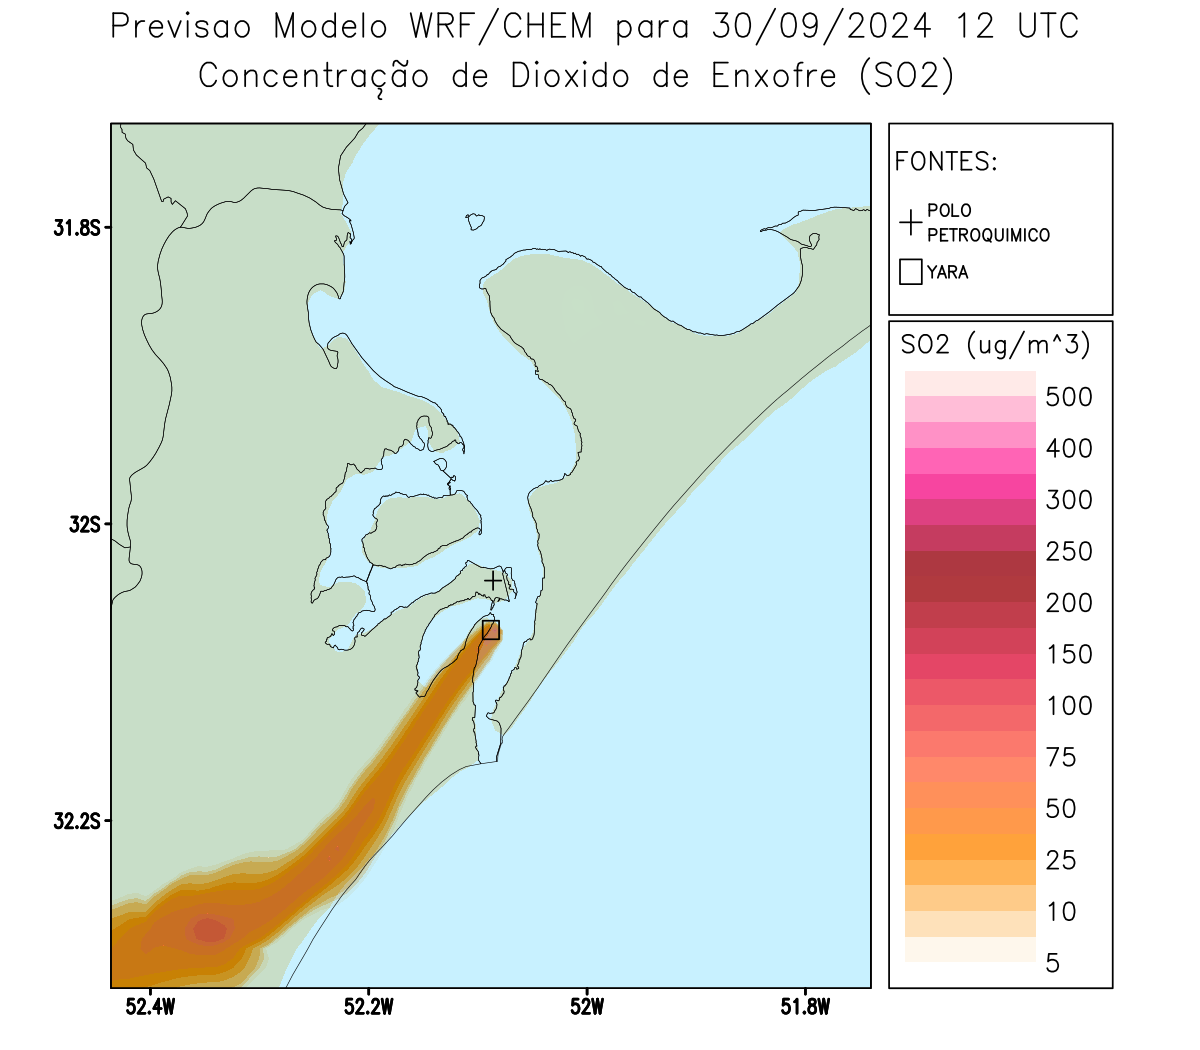 Previsao Modelo WRF/CHEM para 30/09/2024 12 UTC
Concentração de Dioxido de Enxofre (SO2)
FONTES:
POLO
PETROQUIMICO
YARA
SO2 (ug/m^3)
500
400
300
250
200
150
100
75
50
25
10
5
31.8S
32S
32.2S
52.4W
52.2W
52W
51.8W